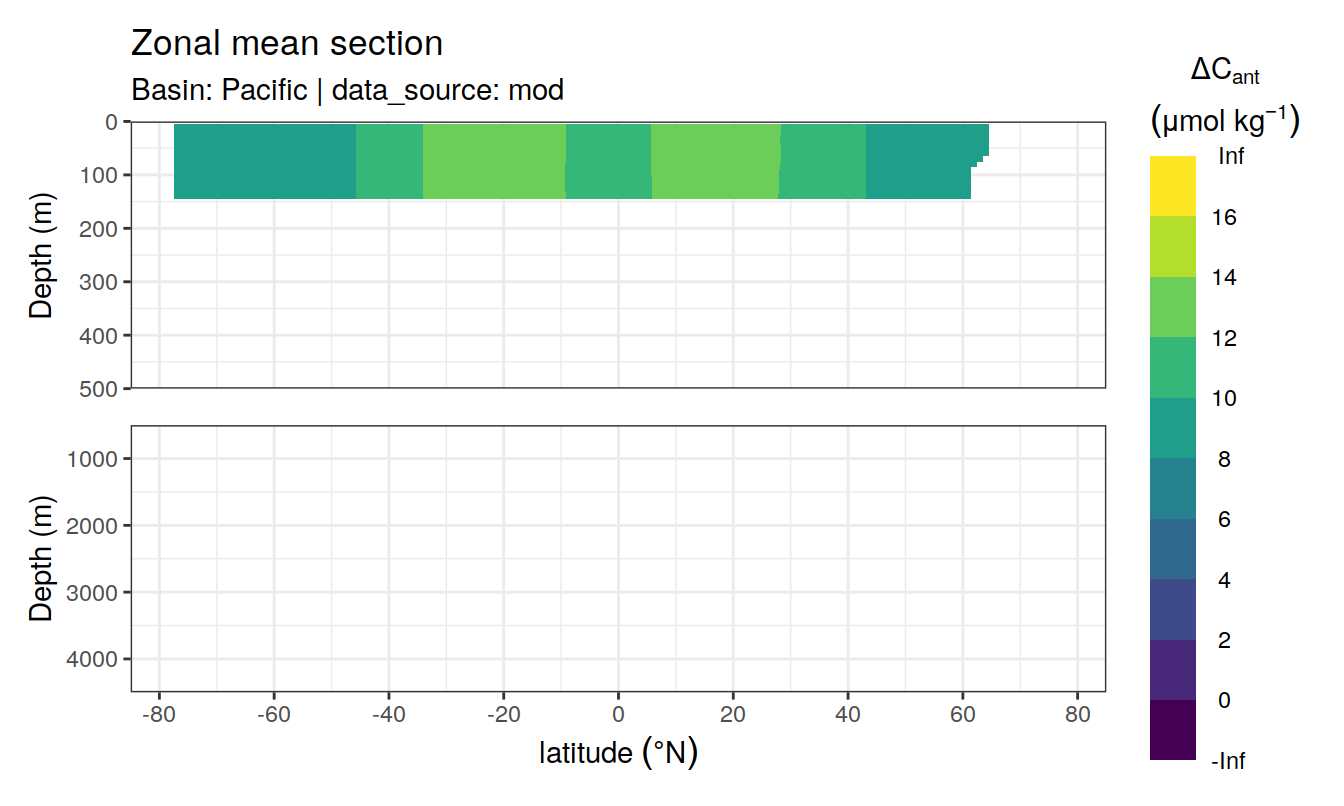 Zonal mean section
Basin: Pacific | data_source: mod
ΔCant
(μmol kg−1)
Depth (m)
0
100
200
300
400
500
Depth (m)
1000
2000
3000
4000
-80 -60 -40 -20 0 20 40 60 80
latitude (°N)
Inf
16
14
12
10
8
6
4
2
0
-Inf